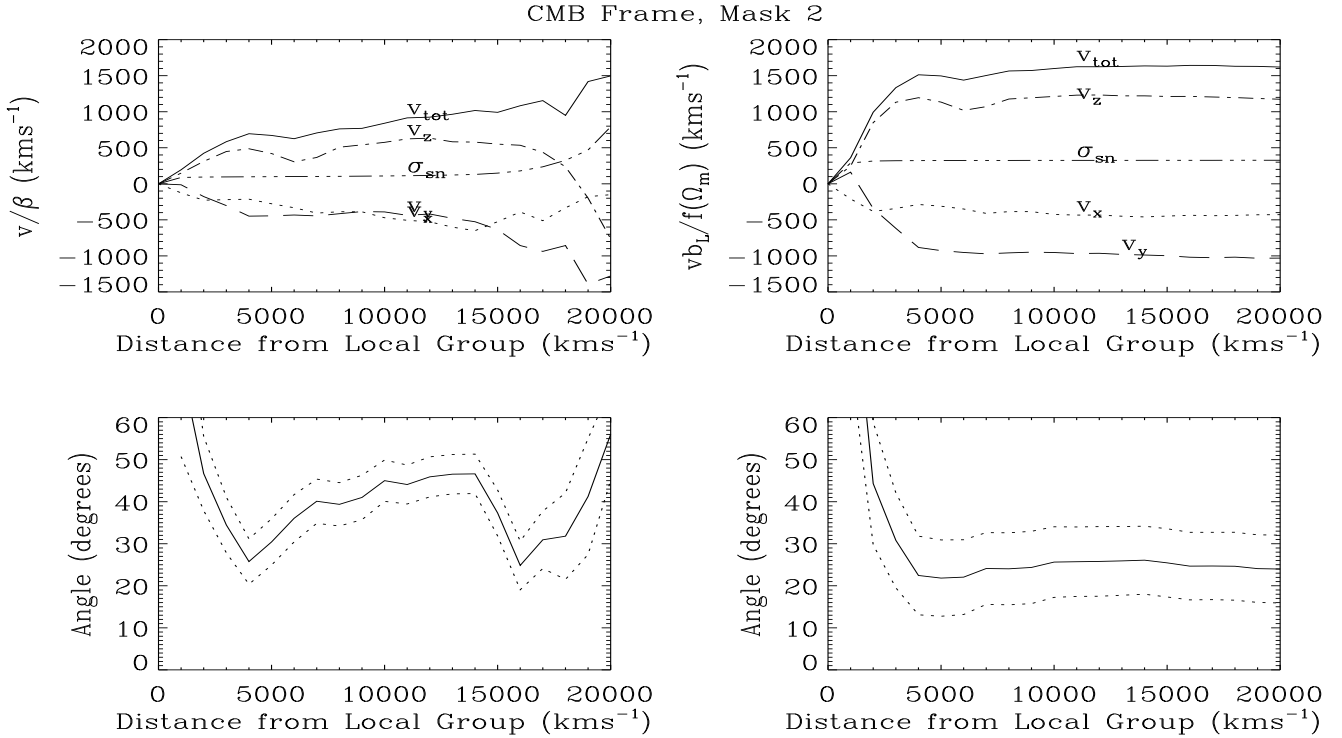 CMB Frame, Mask 2
v/β (kms⁻¹)
2000
1500
1000
500
0
−500
−1000
−1500
v_tot
v_z
σ_sn
v_y
v_x
0 5000 10000 15000 20000
Distance from Local Group (kms⁻¹)
vb_L/f(Ω_m) (kms⁻¹)
2000
1500
1000
500
0
−500
−1000
−1500
v_tot
v_z
σ_sn
v_x
v_y
0 5000 10000 15000 20000
Distance from Local Group (kms⁻¹)
Angle (degrees)
60
50
40
30
20
10
0
0 5000 10000 15000 20000
Distance from Local Group (kms⁻¹)
Angle (degrees)
60
50
40
30
20
10
0
0 5000 10000 15000 20000
Distance from Local Group (kms⁻¹)